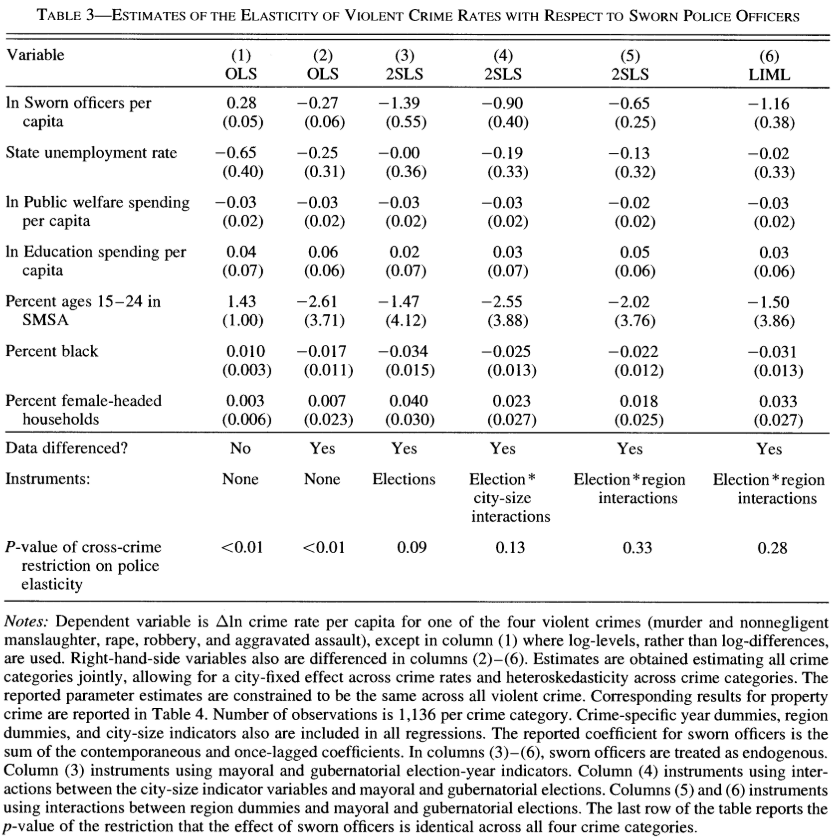 TABLE 3—ESTIMATES OF THE ELASTICITY OF VIOLENT CRIME RATES WITH RESPECT TO SWORN POLICE OFFICERS
Variable (1) (2) (3) (4) (5) (6)
OLS OLS 2SLS 2SLS 2SLS LIML
ln Sworn officers per 0.28 −0.27 −1.39 −0.90 −0.65 −1.16
capita (0.05) (0.06) (0.55) (0.40) (0.25) (0.38)
State unemployment rate −0.65 −0.25 −0.00 −0.19 −0.13 −0.02
(0.40) (0.31) (0.36) (0.33) (0.32) (0.33)
ln Public welfare spending −0.03 −0.03 −0.03 −0.03 −0.02 −0.03
per capita (0.02) (0.02) (0.02) (0.02) (0.02) (0.02)
ln Education spending per 0.04 0.06 0.02 0.03 0.05 0.03
capita (0.07) (0.06) (0.07) (0.07) (0.06) (0.06)
Percent ages 15–24 in 1.43 −2.61 −1.47 −2.55 −2.02 −1.50
SMSA (1.00) (3.71) (4.12) (3.88) (3.76) (3.86)
Percent black 0.010 −0.017 −0.034 −0.025 −0.022 −0.031
(0.003) (0.011) (0.015) (0.013) (0.012) (0.013)
Percent female-headed 0.003 0.007 0.040 0.023 0.018 0.033
households (0.006) (0.023) (0.030) (0.027) (0.025) (0.027)
Data differenced? No Yes Yes Yes Yes Yes
Instruments: None None Elections Election * Election * region Election * region
city-size interactions interactions
interactions
P-value of cross-crime <0.01 <0.01 0.09 0.13 0.33 0.28
restriction on police
elasticity
Notes: Dependent variable is Δln crime rate per capita for one of the four violent crimes (murder and nonnegligent
manslaughter, rape, robbery, and aggravated assault), except in column (1) where log-levels, rather than log-differences,
are used. Right-hand-side variables also are differenced in columns (2)–(6). Estimates are obtained estimating all crime
categories jointly, allowing for a city-fixed effect across crime rates and heteroskedasticity across crime categories. The
reported parameter estimates are constrained to be the same across all violent crime. Corresponding results for property
crime are reported in Table 4. Number of observations is 1,136 per crime category. Crime-specific year dummies, region
dummies, and city-size indicators also are included in all regressions. The reported coefficient for sworn officers is the
sum of the contemporaneous and once-lagged coefficients. In columns (3)–(6), sworn officers are treated as endogenous.
Column (3) instruments using mayoral and gubernatorial election-year indicators. Column (4) instruments using inter-
actions between the city-size indicator variables and mayoral and gubernatorial elections. Columns (5) and (6) instruments
using interactions between region dummies and mayoral and gubernatorial elections. The last row of the table reports the
p-value of the restriction that the effect of sworn officers is identical across all four crime categories.